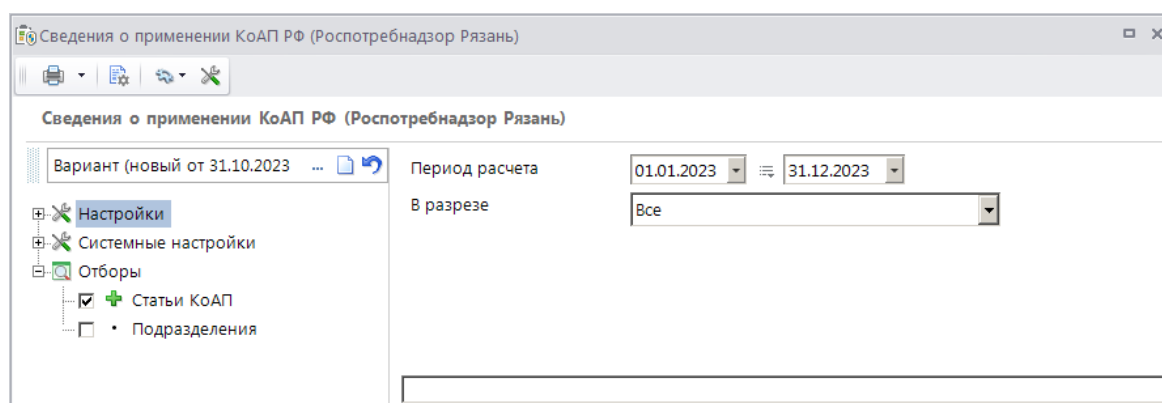 Сведения о применении КоАП РФ (Роспотребнадзор Рязань)
Сведения о применении КоАП РФ (Роспотребнадзор Рязань)
Вариант (новый от 31.10.2023 ...
Период расчета 01.01.2023 31.12.2023
В разрезе Все
Настройки
Системные настройки
Отборы
Статьи КоАП
Подразделения